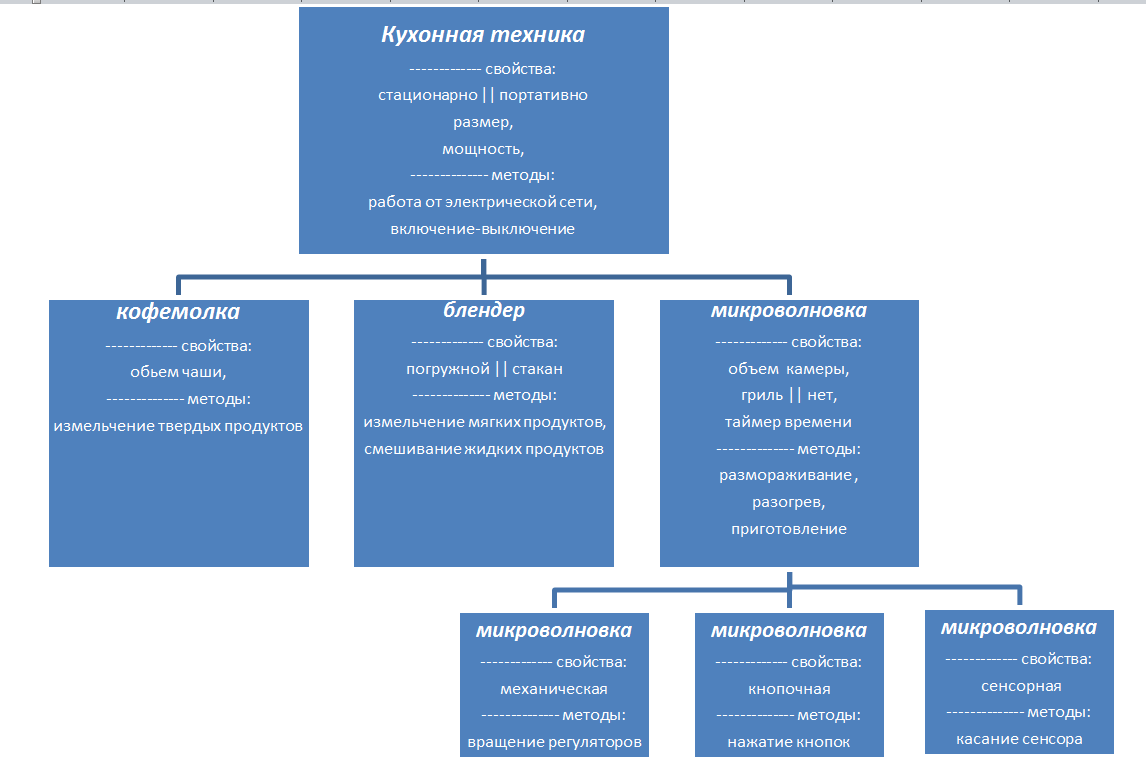 Кухонная техника
------------- свойства:
стационарно || портативно
размер,
мощность,
-------------- методы:
работа от электрической сети,
включение-выключение
кофемолка
------------- свойства:
обьем чаши,
-------------- методы:
измельчение твердых продуктов
блендер
------------- свойства:
погружной || стакан
-------------- методы:
измельчение мягких продуктов,
смешивание жидких продуктов
микроволновка
------------- свойства:
объем камеры,
гриль || нет,
таймер времени
-------------- методы:
размораживание ,
разогрев,
приготовление
микроволновка
------------- свойства:
механическая
-------------- методы:
вращение регуляторов
микроволновка
------------- свойства:
кнопочная
-------------- методы:
нажатие кнопок
микроволновка
------------- свойства:
сенсорная
-------------- методы:
касание сенсора